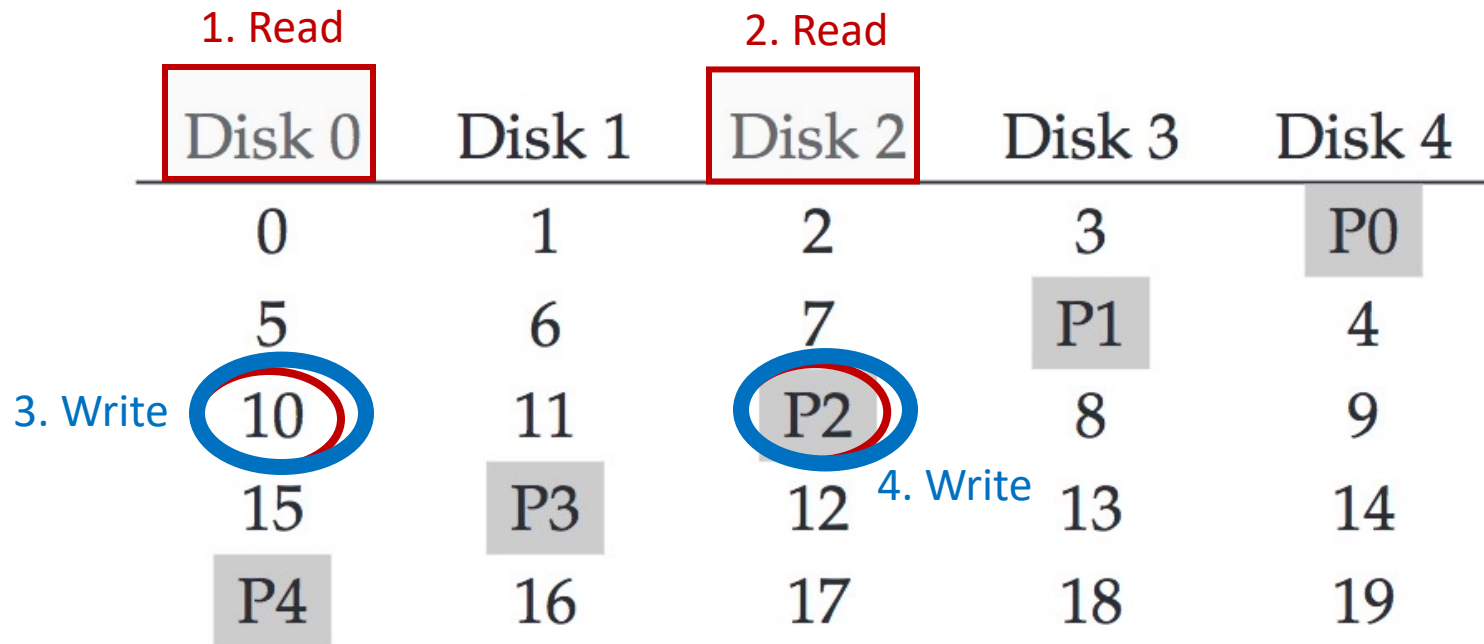 1. Read 2. Read
Disk 0 Disk 1 Disk 2 Disk 3 Disk 4
0 1 2 3 P0
5 6 7 P1 4
3. Write 10 11 P2 8 9
4. Write
15 P3 12 13 14
P4 16 17 18 19